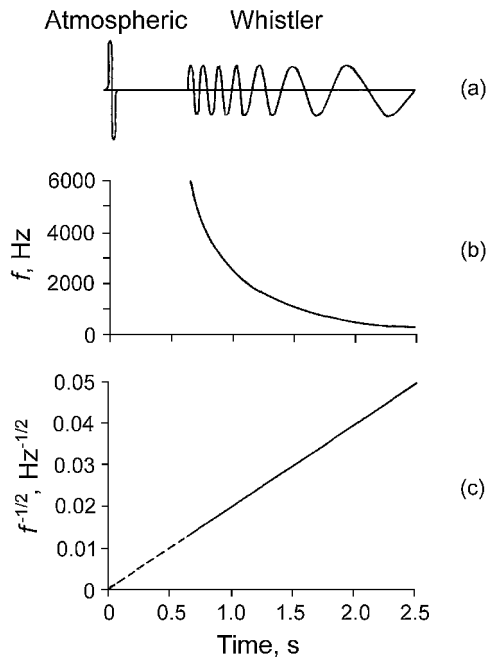 Atmospheric Whistler
(a)
6000
4000
2000
0
f, Hz
(b)
0.05
0.04
0.03
0.02
0.01
0
f-1/2, Hz-1/2
(c)
0 0.5 1.0 1.5 2.0 2.5
Time, s